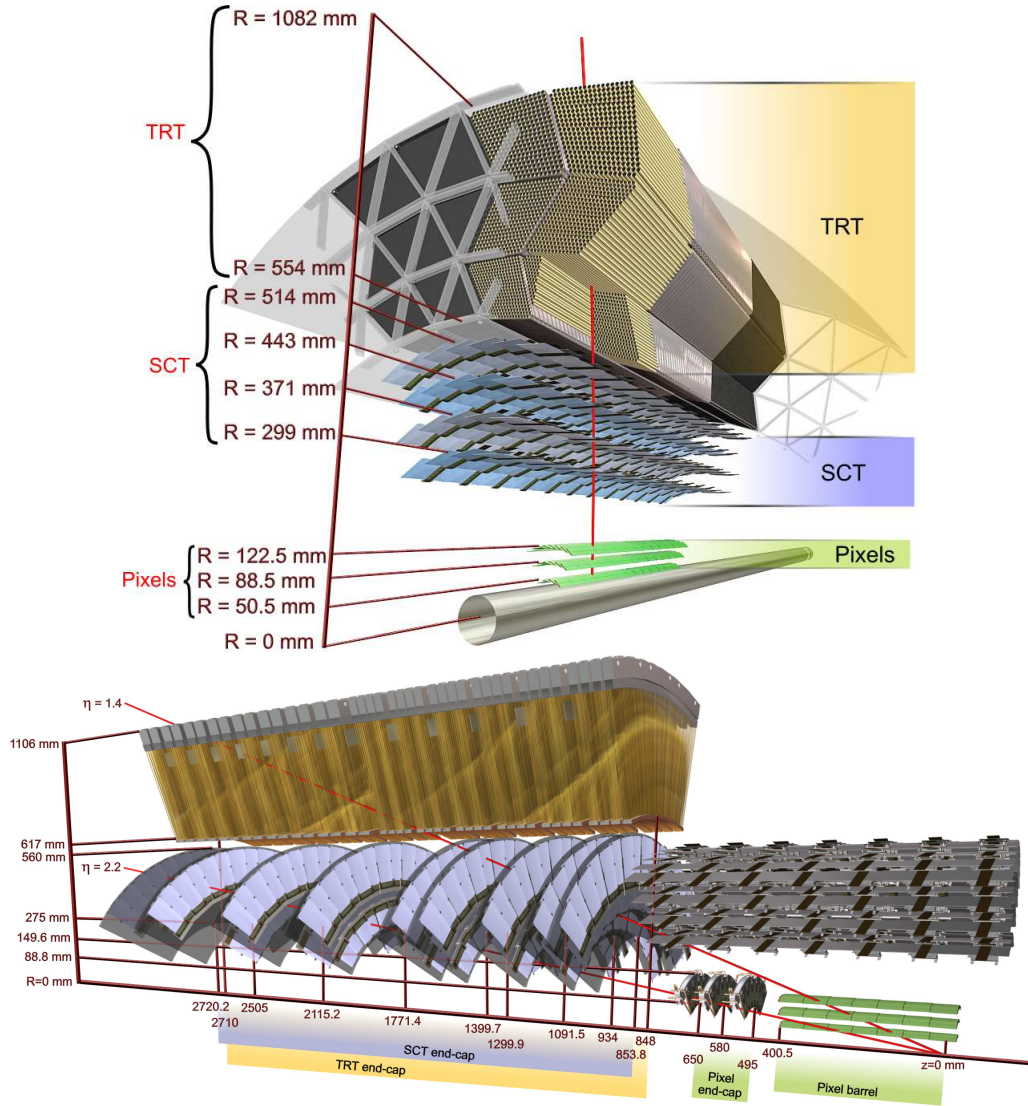 R = 1082 mm
TRT
TRT
R = 554 mm
R = 514 mm
R = 443 mm
SCT
R = 371 mm
R = 299 mm
SCT
R = 122.5 mm
Pixels
Pixels
R = 88.5 mm
R = 50.5 mm
R = 0 mm
η = 1.4
1106 mm
617 mm
560 mm
η = 2.2
275 mm
149.6 mm
88.8 mm
R=0 mm
2720.2
2710
2505
2115.2
1771.4
1399.7
1299.9
1091.5
934
853.8
848
650
580
495
400.5
z=0 mm
SCT end-cap
TRT end-cap
Pixel
end-cap
Pixel barrel